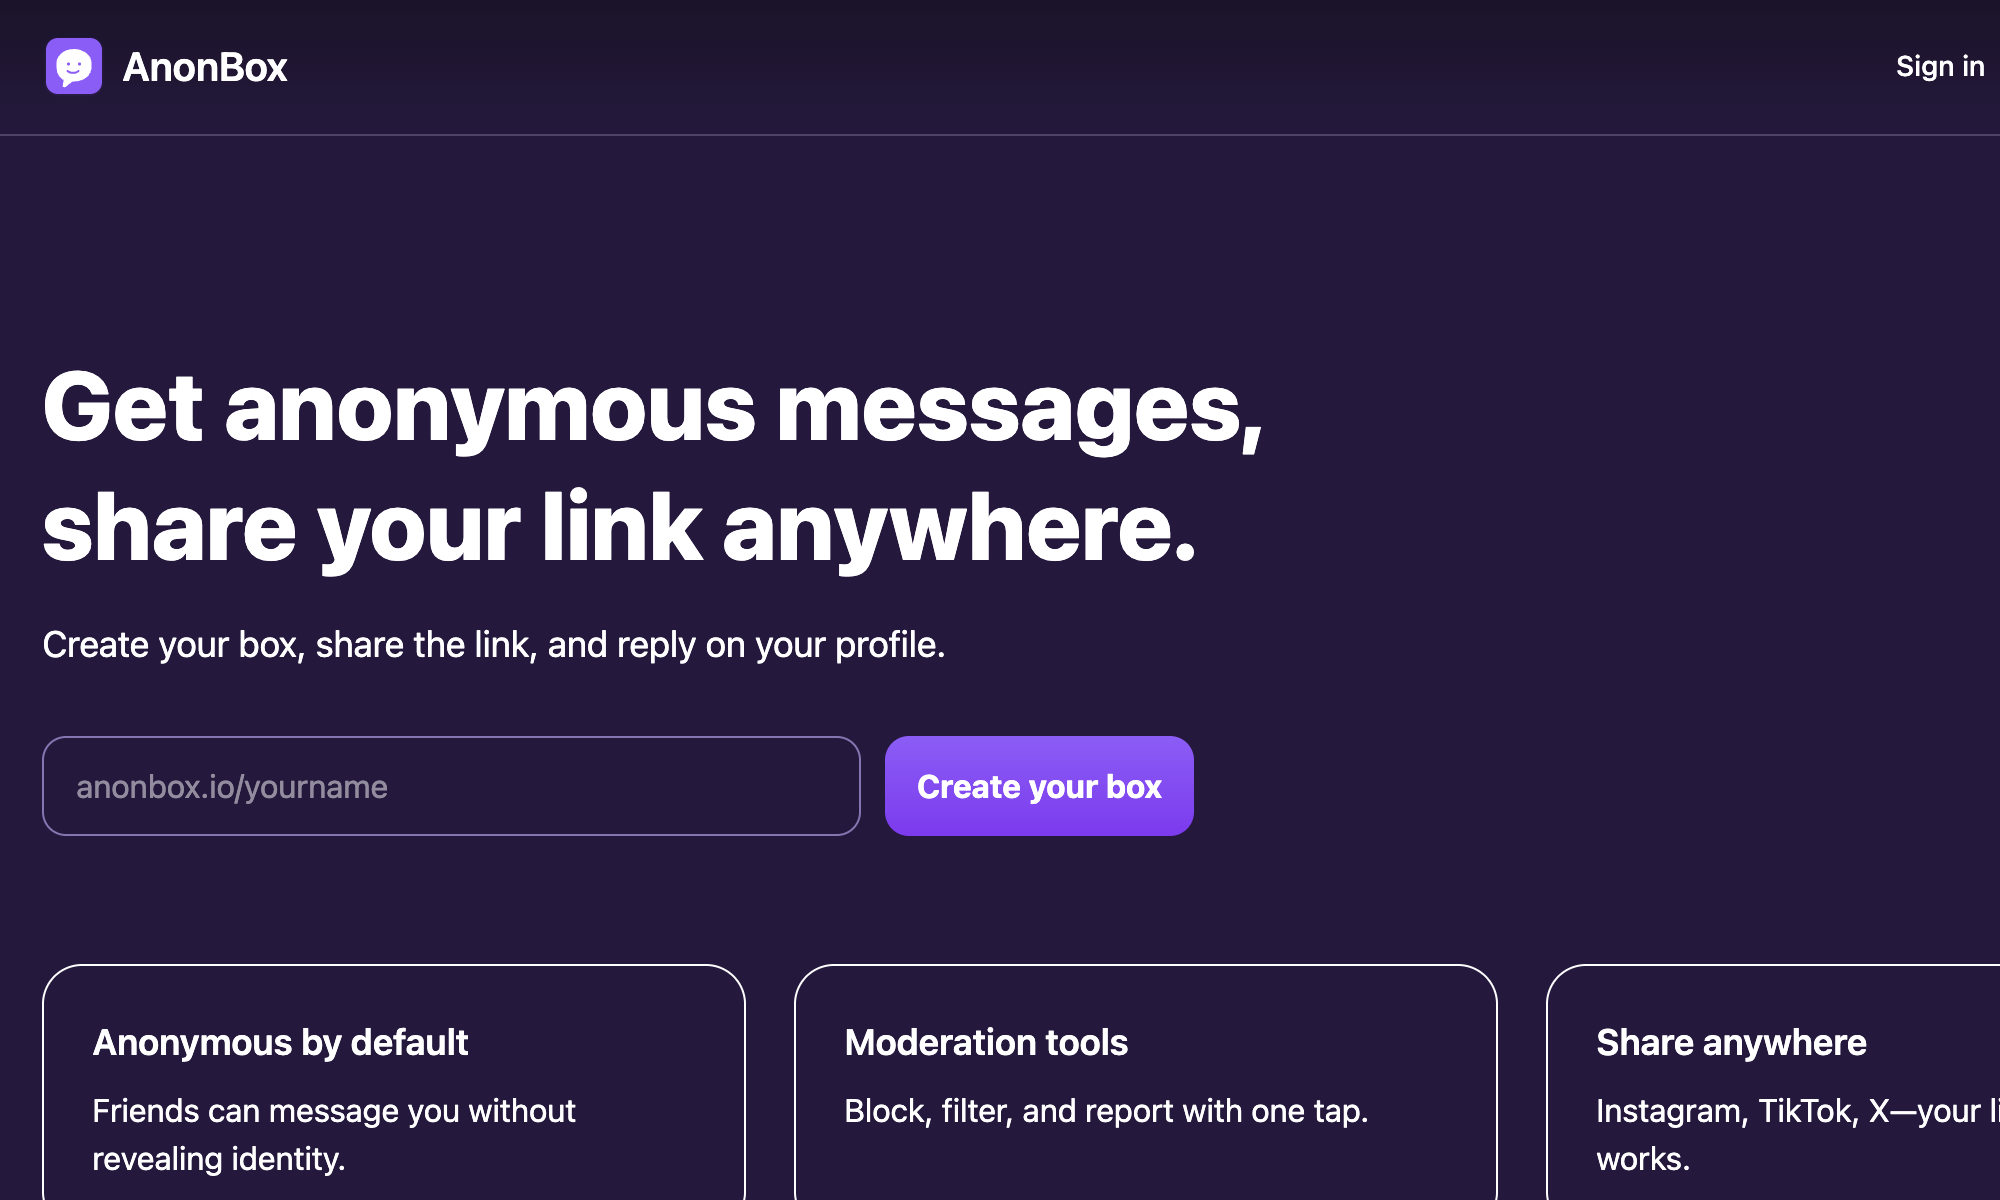 AnonBox
Sign in
Get anonymous messages,
share your link anywhere.
Create your box, share the link, and reply on your profile.
anonbox.io/yourname
Create your box
Anonymous by default
Friends can message you without
revealing identity.
Moderation tools
Block, filter, and report with one tap.
Share anywhere
Instagram, TikTok, X—your
works.